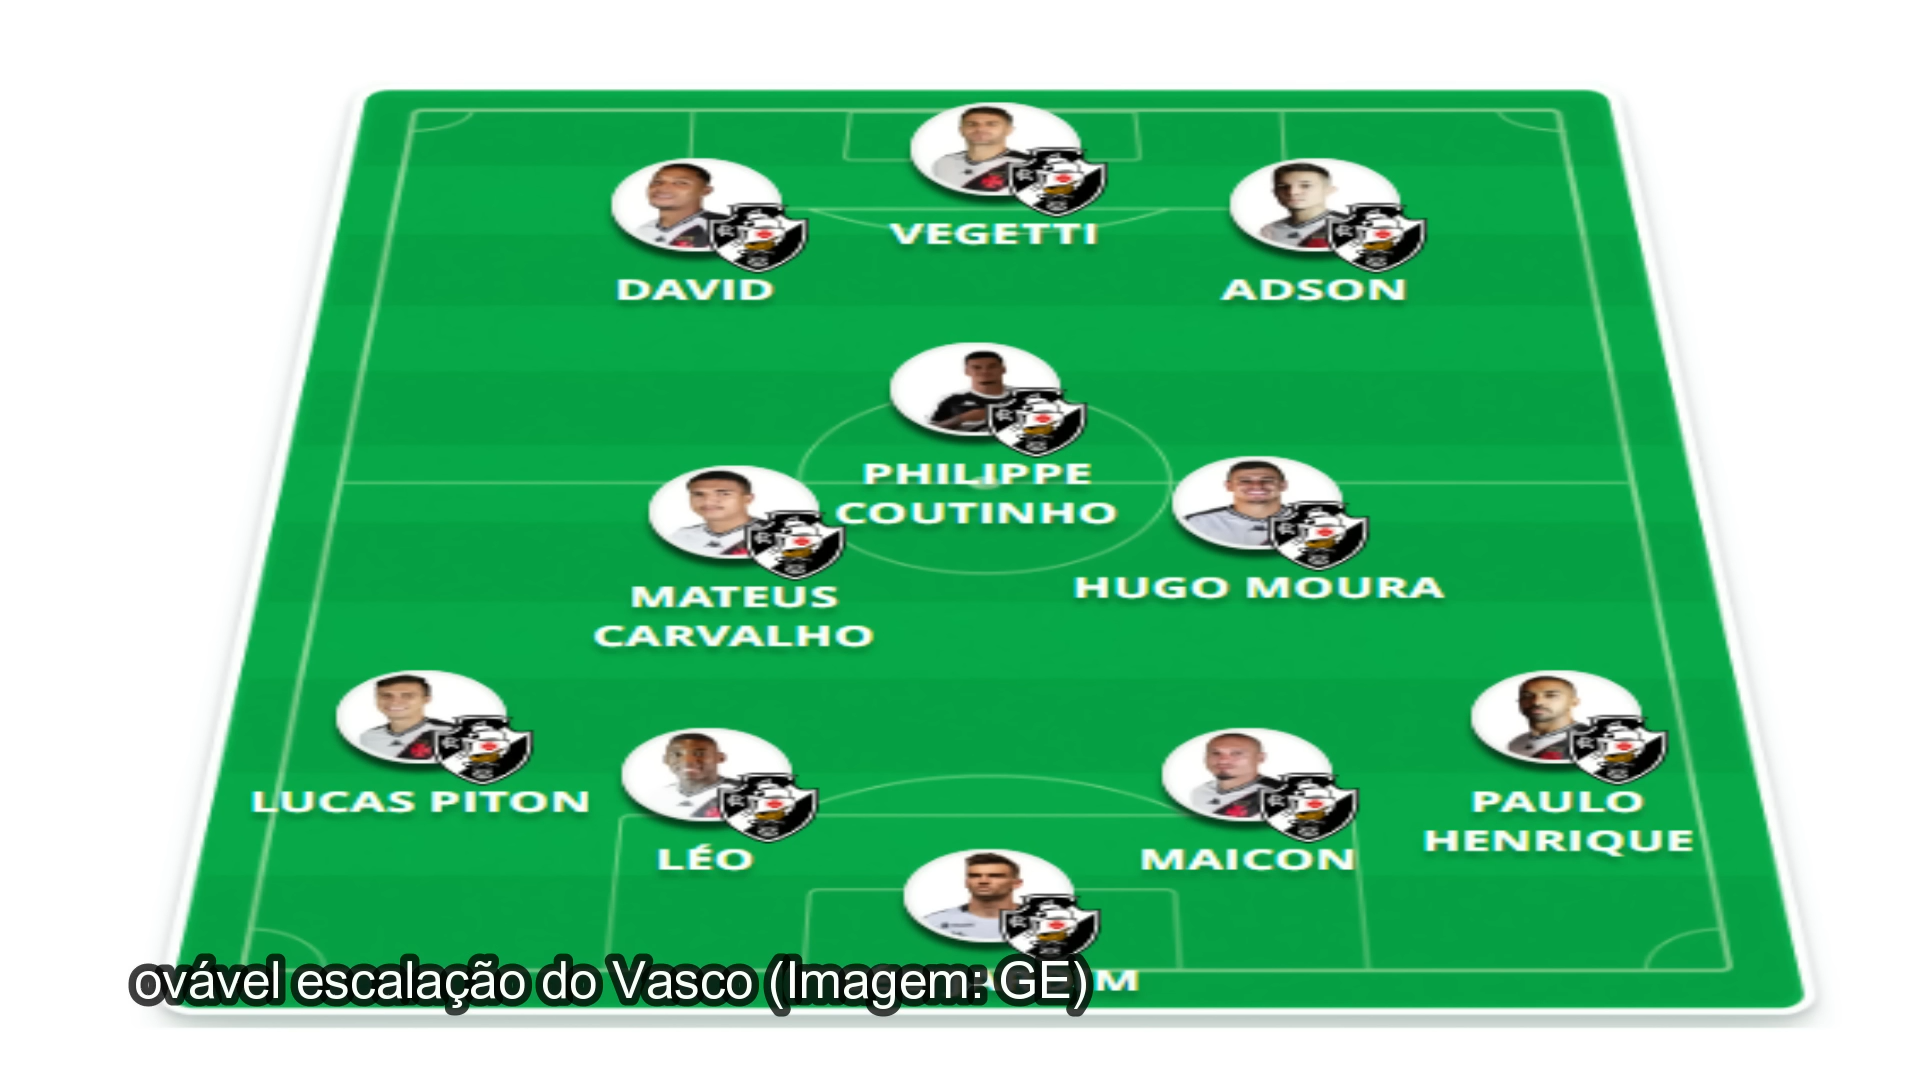 VEGETTI
DAVID
ADSON
PHILIPPE
COUTINHO
MATEUS
CARVALHO
HUGO MOURA
LUCAS PITON
LÉO
MAICON
PAULO
HENRIQUE
ovável escalação do Vasco (Imagem: GE)